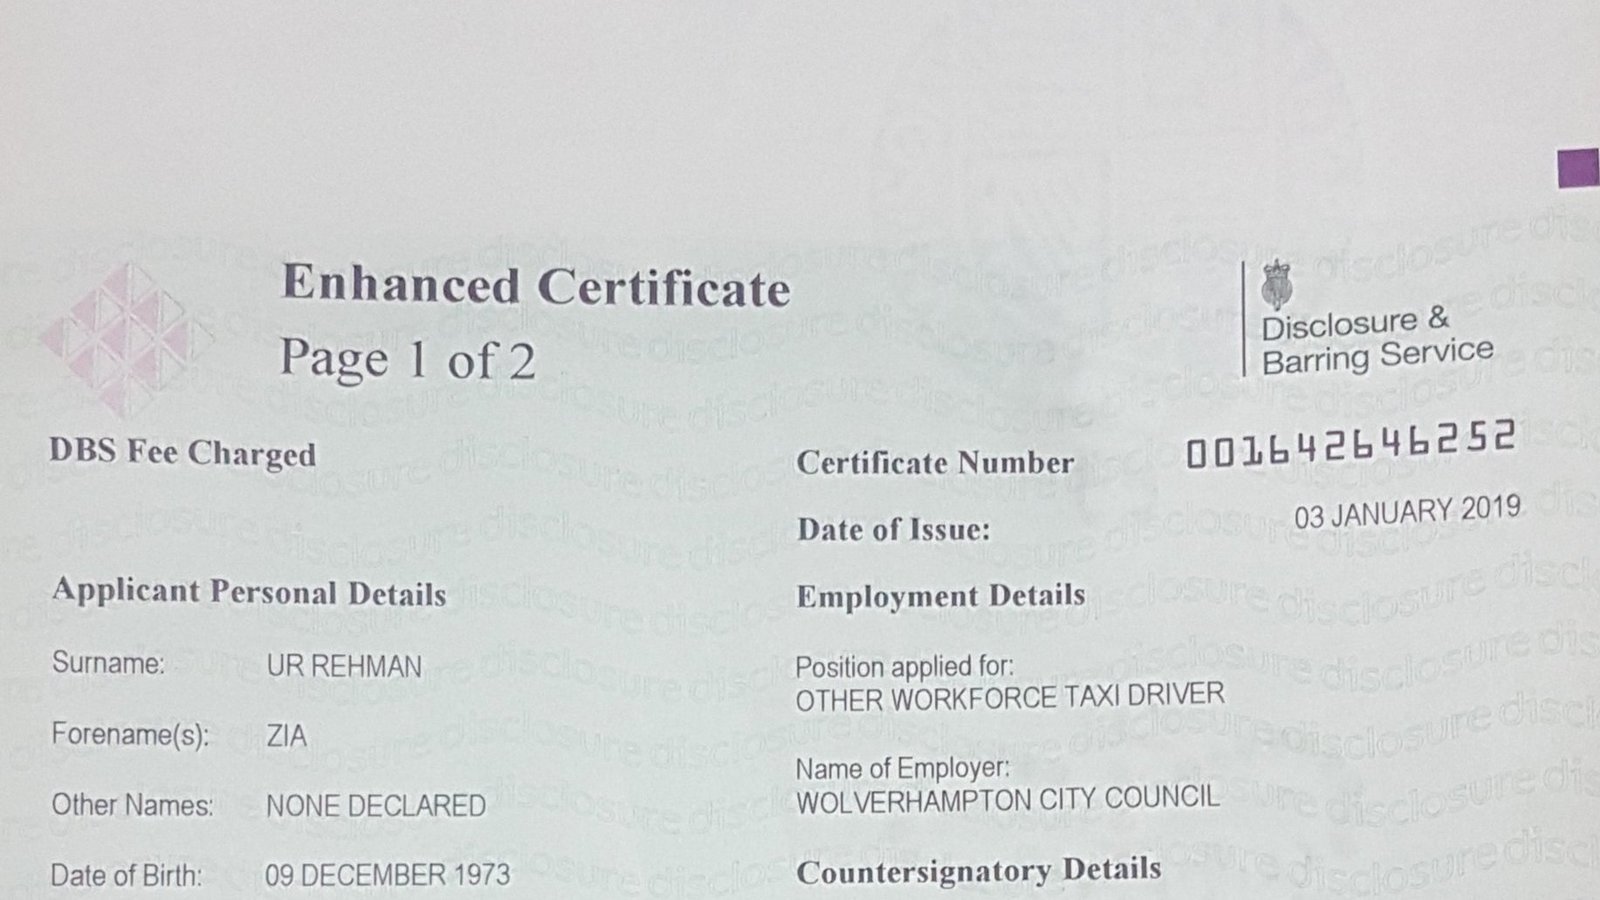 Enhanced Certificate
Page 1 of 2
Disclosure &
Barring Service
DBS Fee Charged
Certificate Number 001642646252
Date of Issue: 03 JANUARY 2019
Applicant Personal Details
Surname: UR REHMAN
Forename(s): ZIA
Other Names: NONE DECLARED
Date of Birth: 09 DECEMBER 1973
Employment Details
Position applied for:
OTHER WORKFORCE TAXI DRIVER
Name of Employer:
WOLVERHAMPTON CITY COUNCIL
Countersignatory Details